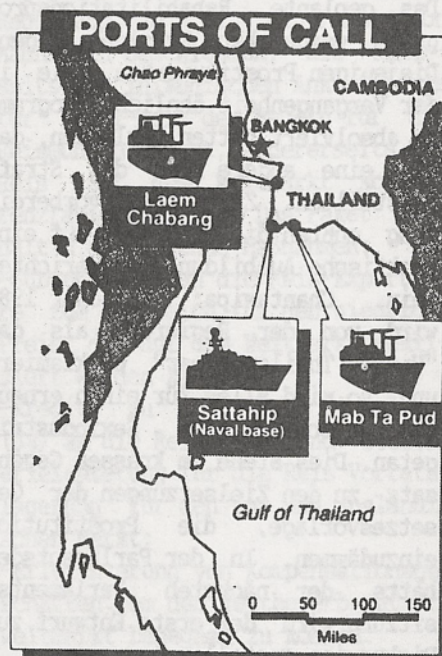 PORTS OF CALL
Chao Phraya
CAMBODIA
BANGKOK
Laem
Chabang
THAILAND
Sattahip
(Naval base)
Mab Ta Pud
Gulf of Thailand
0 50 100 150
Miles